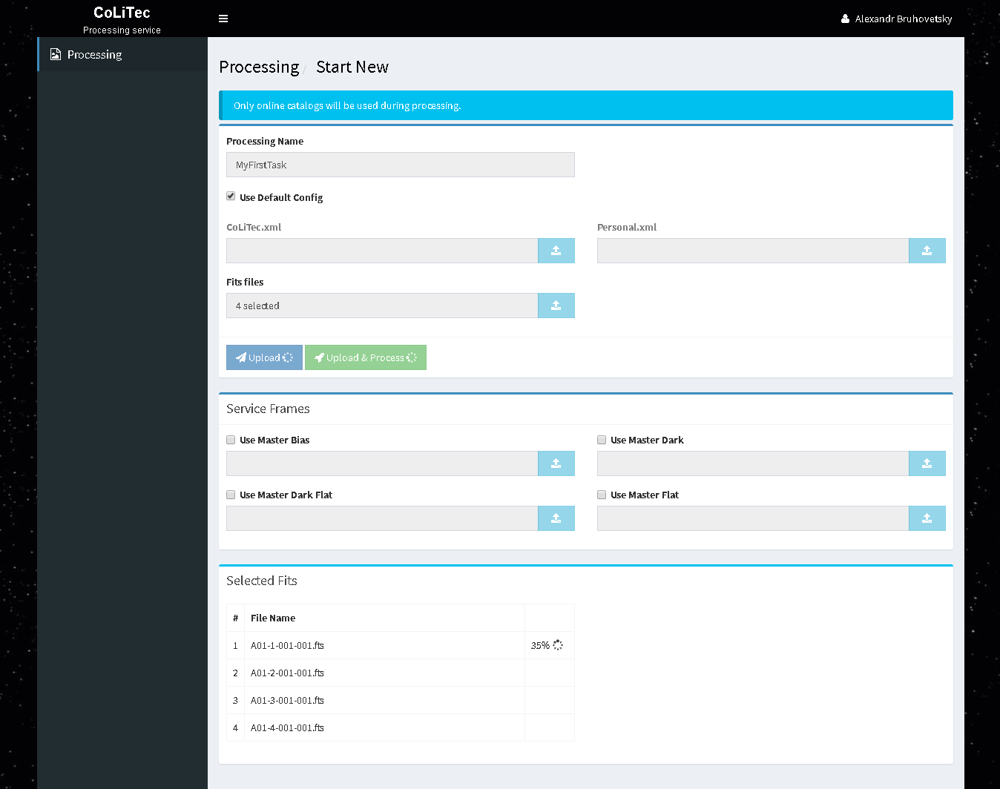 CoLiTec
Processing service
Alexandr Bruhovetsky
Processing
Processing / Start New
Only online catalogs will be used during processing.
Processing Name
MyFirstTask
Use Default Config
CoLiTec.xml
Personal.xml
Fits files
4 selected
Upload
Upload & Process
Service Frames
Use Master Bias
Use Master Dark
Use Master Dark Flat
Use Master Flat
Selected Fits
# File Name
1 A01-1-001-001.fts 35%
2 A01-2-001-001.fts
3 A01-3-001-001.fts
4 A01-4-001-001.fts